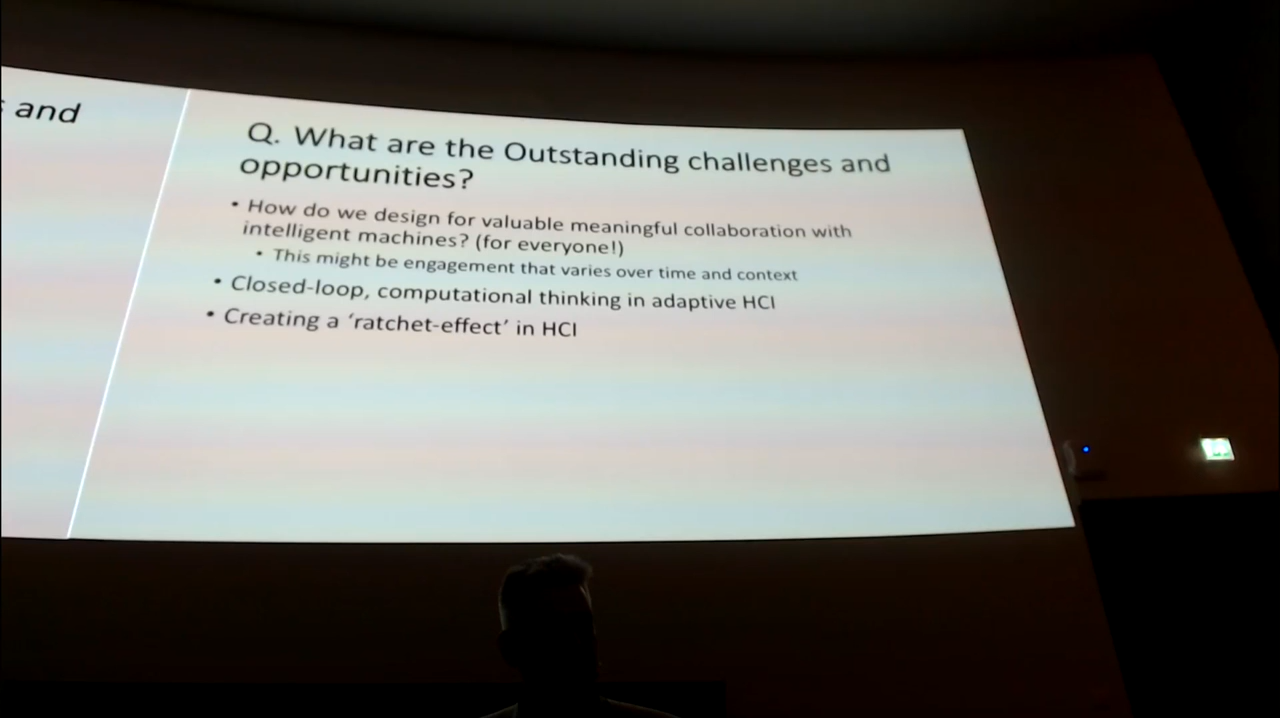 and
Q. What are the Outstanding challenges and
opportunities?
• How do we design for valuable meaningful collaboration with
intelligent machines? (for everyone!)
• This might be engagement that varies over time and context
• Closed-loop, computational thinking in adaptive HCI
• Creating a ‘ratchet-effect’ in HCI